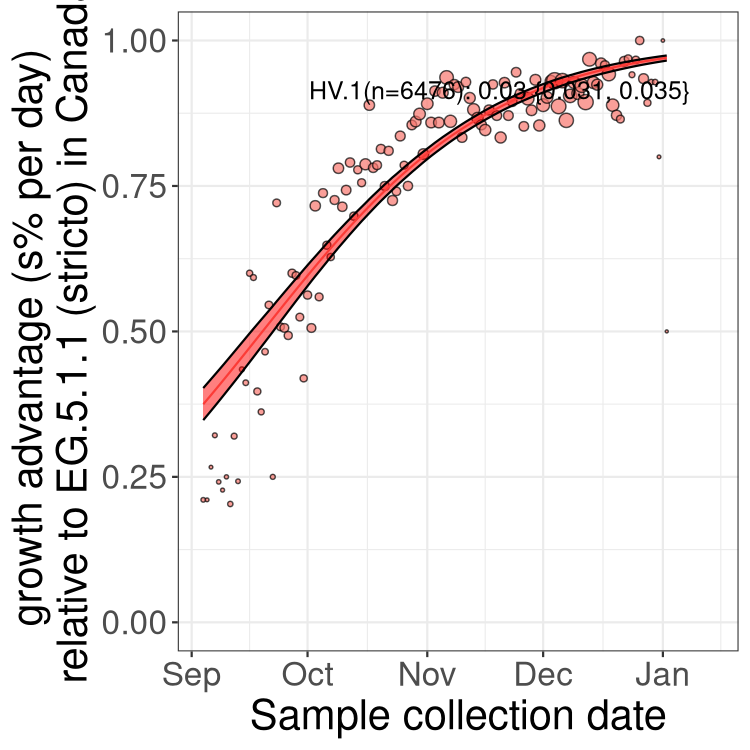 growth advantage (s% per day)
relative to EG.5.1.1 (stricto) in Canada
1.00
0.75
0.50
0.25
0.00
HV.1(n=6476): 0.03 {0.031, 0.035}
Sep Oct Nov Dec Jan
Sample collection date